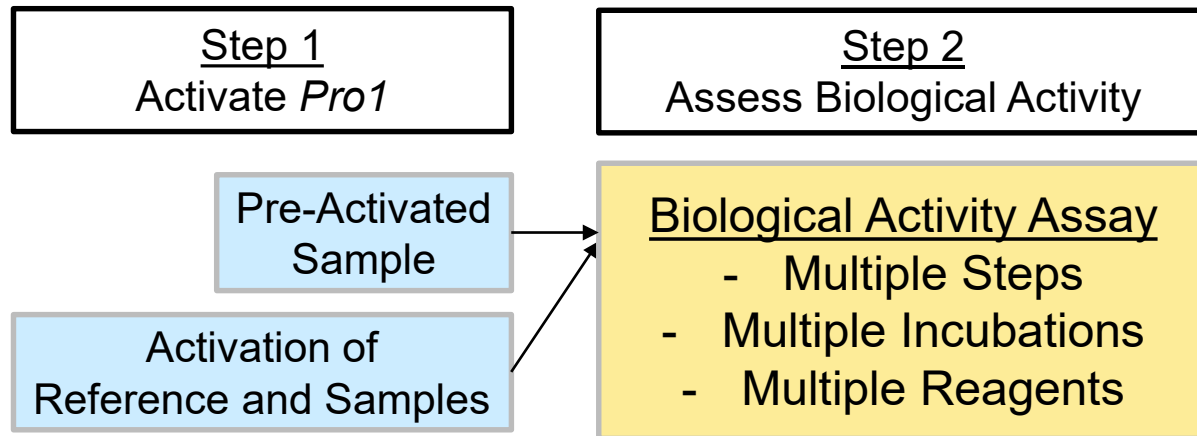 Step 1
Activate Pro1
Step 2
Assess Biological Activity
Pre-Activated
Sample
Activation of
Reference and Samples
Biological Activity Assay
- Multiple Steps
- Multiple Incubations
- Multiple Reagents